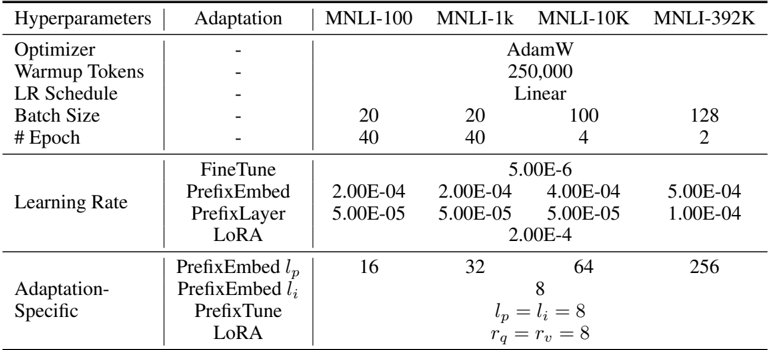 Hyperparameters Adaptation MNLI-100 MNLI-1k MNLI-10K MNLI-392K
Optimizer - AdamW
Warmup Tokens - 250,000
LR Schedule - Linear
Batch Size - 20 20 100 128
# Epoch - 40 40 4 2
FineTune 5.00E-6
PrefixEmbed 2.00E-04 2.00E-04 4.00E-04 5.00E-04
Learning Rate
PrefixLayer 5.00E-05 5.00E-05 5.00E-05 1.00E-04
LoRA 2.00E-4
PrefixEmbed l_p 16 32 64 256
Adaptation- PrefixEmbed l_i 8
Specific PrefixTune l_p = l_i = 8
LoRA r_q = r_v = 8